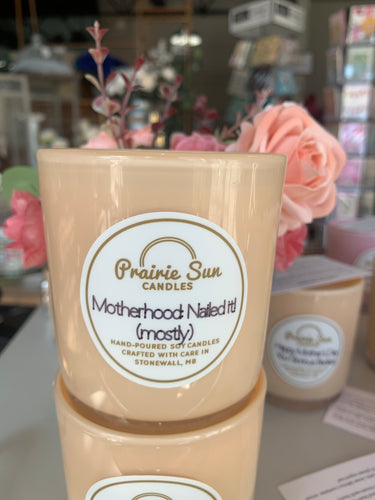 Prairie Sun
CANDLES
Motherhood: Nailed it!
(mostly)
HAND-POURED SOY CANDLES
CRAFTED WITH CARE IN
STONEWALL, MB
Prairie Sun
CANDLES